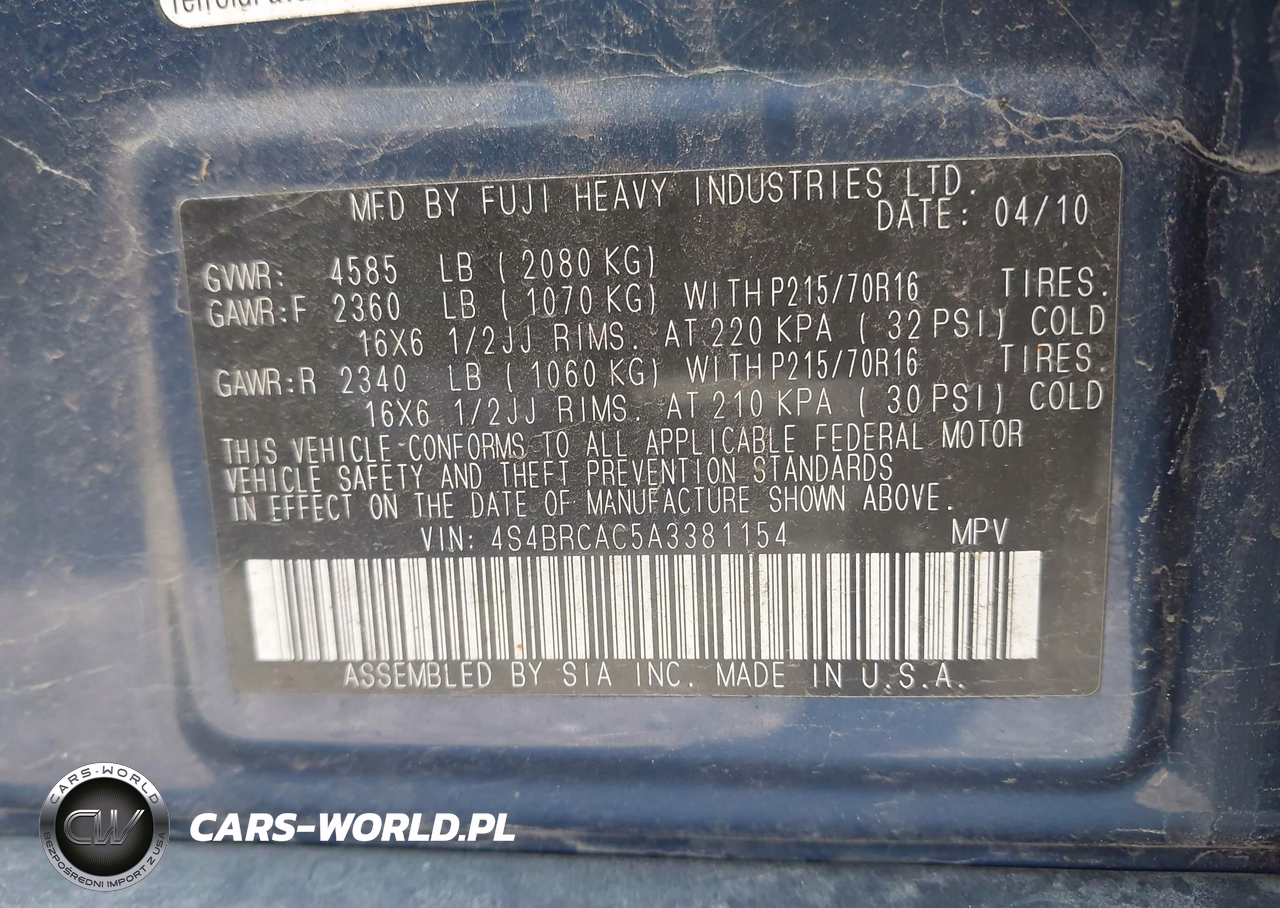 MFD BY FUJI HEAVY INDUSTRIES LTD.
DATE: 04/10
GVWR: 4585 LB ( 2080 KG)
GAWR:F 2360 LB ( 1070 KG) WITH P215/70R16 TIRES.
16X6 1/2JJ RIMS. AT 220 KPA ( 32 PSI) COLD
GAWR:R 2340 LB ( 1060 KG) WITH P215/70R16 TIRES.
16X6 1/2JJ RIMS. AT 210 KPA ( 30 PSI) COLD
THIS VEHICLE CONFORMS TO ALL APPLICABLE FEDERAL MOTOR
VEHICLE SAFETY AND THEFT PREVENTION STANDARDS
IN EFFECT ON THE DATE OF MANUFACTURE SHOWN ABOVE.
VIN: 4S4BRCAC5A3381154 MPV
ASSEMBLED BY SIA INC. MADE IN U.S.A.
CARS-WORLD
CW
BEZPOŚREDNI IMPORT Z USA
CARS-WORLD.PL